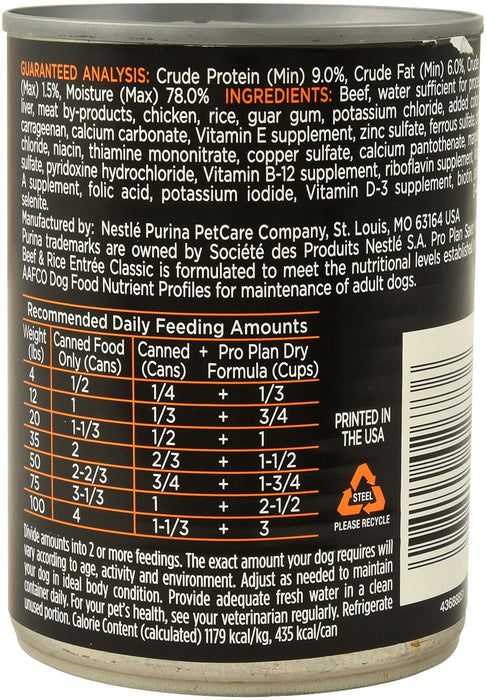 GUARANTEED ANALYSIS: Crude Protein (Min) 9.0%, Crude Fat (Min) 6.0%, Crude
(Max) 1.5%, Moisture (Max) 78.0% INGREDIENTS: Beef, water sufficient for
liver, meat by-products, chicken, rice, guar gum, potassium chloride, added
carrageenan, calcium carbonate, Vitamin E supplement, zinc sulfate, ferrous sulfate,
chloride, niacin, thiamine mononitrate, copper sulfate, calcium pantothenate,
sulfate, pyridoxine hydrochloride, Vitamin B-12 supplement, riboflavin supplement,
A supplement, folic acid, potassium iodide, Vitamin D-3 supplement, biotin,
selenite.
Manufactured by: Nestlé Purina PetCare Company, St. Louis, MO 63164 USA
Purina trademarks are owned by Société des Produits Nestlé S.A. Pro Plan
Beef & Rice Entrée Classic is formulated to meet the nutritional levels established
AAFCO Dog Food Nutrient Profiles for maintenance of adult dogs.
Recommended Daily Feeding Amounts
Weight (lbs) Canned Food Only (Cans) Canned (Cans) + Pro Plan Dry Formula (Cups)
4 1/2 1/4 + 1/3
12 1 1/3 + 3/4
20 1-1/3 1/2 + 1
35 2 2/3 + 1-1/2
50 2-2/3 3/4 + 1-3/4
75 3-1/3 1 + 2-1/2
100 4 1-1/3 + 3
PRINTED IN
THE USA
STEEL
PLEASE RECYCLE
Divide amounts into 2 or more feedings. The exact amount your dog requires will
vary according to age, activity and environment. Adjust as needed to maintain
your dog in ideal body condition. Provide adequate fresh water in a clean
container daily. For your pet's health, see your veterinarian regularly. Refrigerate
unused portion. Calorie Content (calculated) 1179 kcal/kg, 435 kcal/can